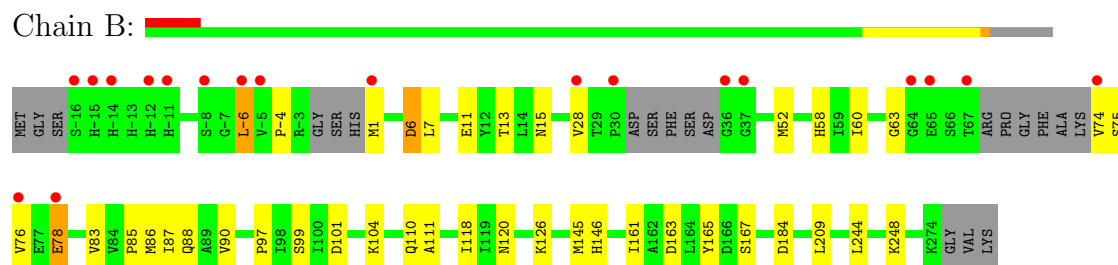 Chain B:
MET GLY SER S-16 H-15 H-14 H-13 H-12 H-11 S-8 G-7 L-6 V-5 P-4 R-3 GLY SER HIS M1 D6 L7 E11 Y12 T13 L14 N15 V28 T29 P30 ASP SER PHE SER ASP G36 G37 M52 H58 I59 I60 G63 G64 E65 S66 T67 ARG PRO GLY PHE ALA LYS V74 S75
V76 E77 E78 V83 V84 P85 M86 I87 Q88 A89 V90 P97 I98 S99 I100 D101 K104 Q110 A111 I118 I119 N120 K126 M145 H146 I161 A162 D163 L164 Y165 D166 S167 D184 L209 L244 K248 K274 GLY VAL LYS